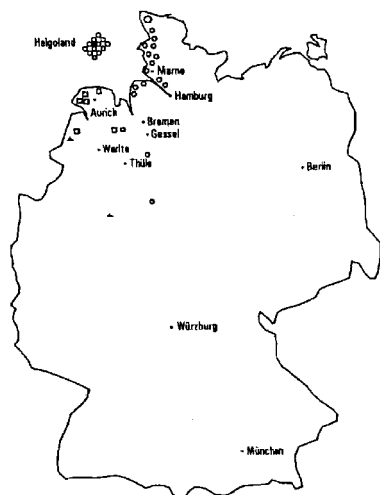 Helgoland
Marne
Hamburg
Aurich
Bremen
Gessel
Werlte
Thüle
Berlin
Würzburg
München